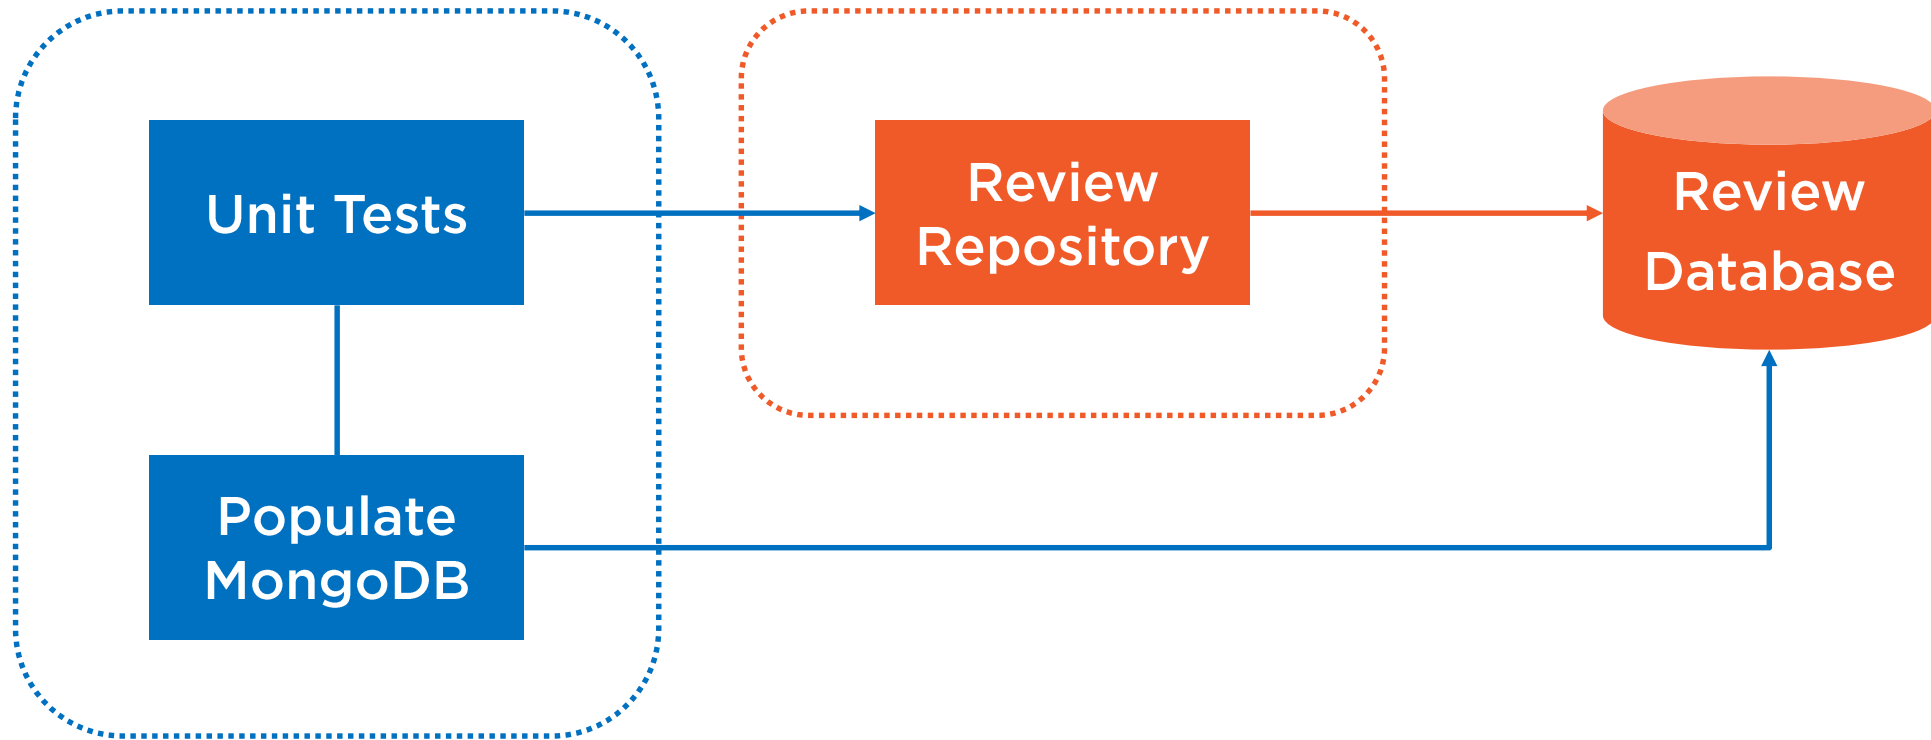 Unit Tests
Review
Repository
Review
Database
Populate
MongoDB